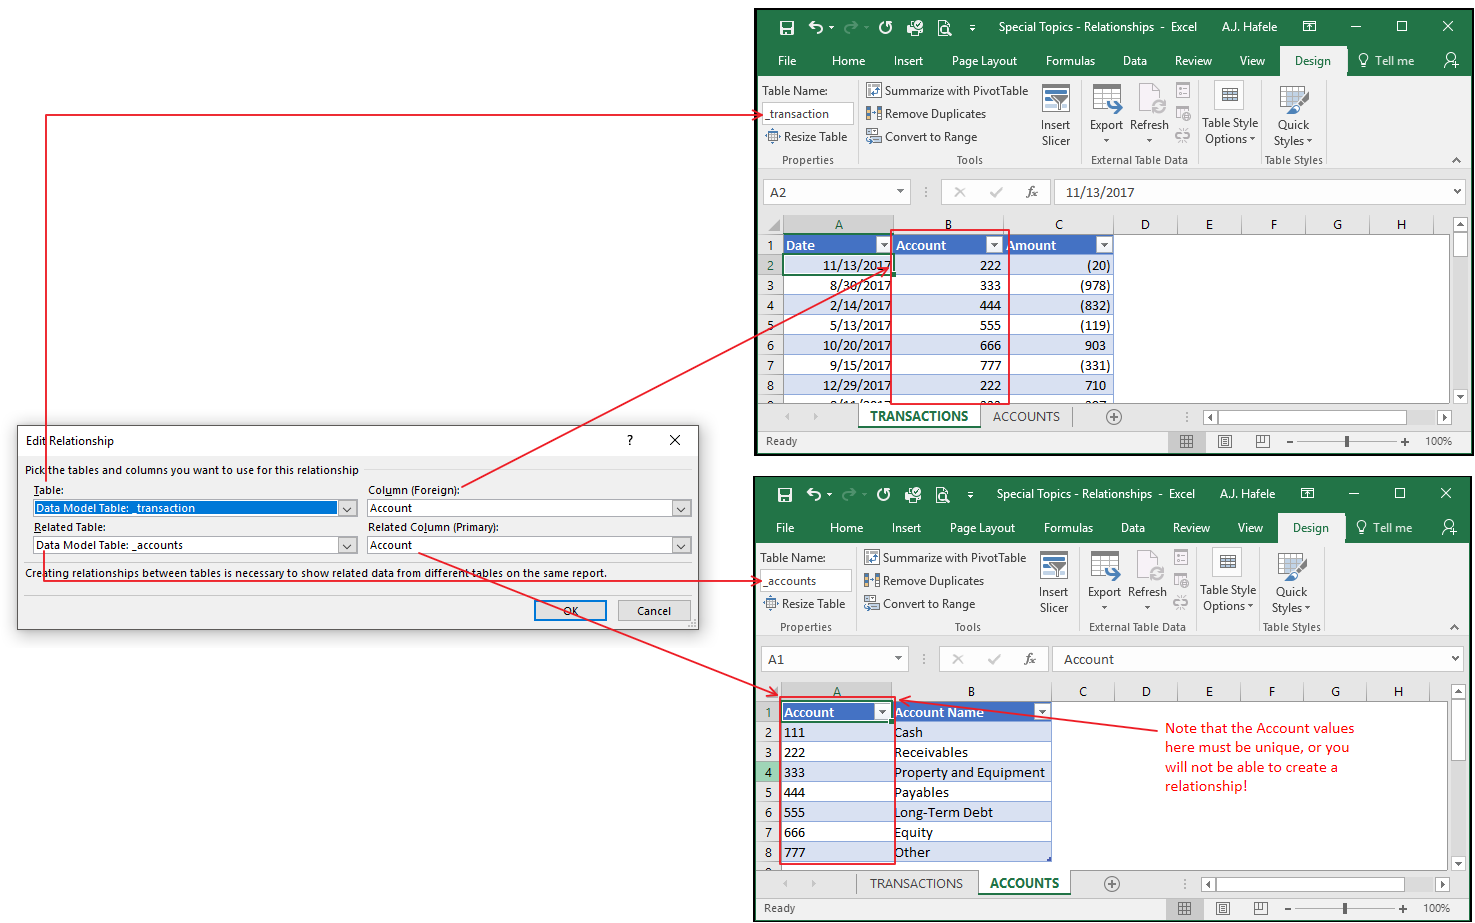 Special Topics - Relationships - Excel A.J. Hafele
File Home Insert Page Layout Formulas Data Review View Design Tell me
Table Name: Summarize with PivotTable
_transaction Remove Duplicates
Resize Table Convert to Range
Insert Slicer Export Refresh Table Style Options Quick Styles
Properties Tools External Table Data Table Styles
A2 fx 11/13/2017
A B C D E F G H
1 Date Account Amount
2 11/13/2017 222 (20)
3 8/30/2017 333 (978)
4 2/14/2017 444 (832)
5 5/13/2017 555 (119)
6 10/20/2017 666 903
7 9/15/2017 777 (331)
8 12/29/2017 222 710
TRANSACTIONS ACCOUNTS
Ready 100%
Edit Relationship ?
Pick the tables and columns you want to use for this relationship
Table: Column (Foreign):
Data Model Table: _transaction Account
Related Table: Related Column (Primary):
Data Model Table: _accounts Account
Creating relationships between tables is necessary to show related data from different tables on the same report.
OK Cancel
Special Topics - Relationships - Excel A.J. Hafele
File Home Insert Page Layout Formulas Data Review View Design Tell me
Table Name: Summarize with PivotTable
_accounts Remove Duplicates
Resize Table Convert to Range
Insert Slicer Export Refresh Table Style Options Quick Styles
Properties Tools External Table Data Table Styles
A1 fx Account
A B C D E F G H
1 Account Account Name
2 111 Cash
3 222 Receivables
4 333 Property and Equipment
5 444 Payables
6 555 Long-Term Debt
7 666 Equity
8 777 Other
Note that the Account values
here must be unique, or you
will not be able to create a
relationship!
TRANSACTIONS ACCOUNTS
Ready 100%